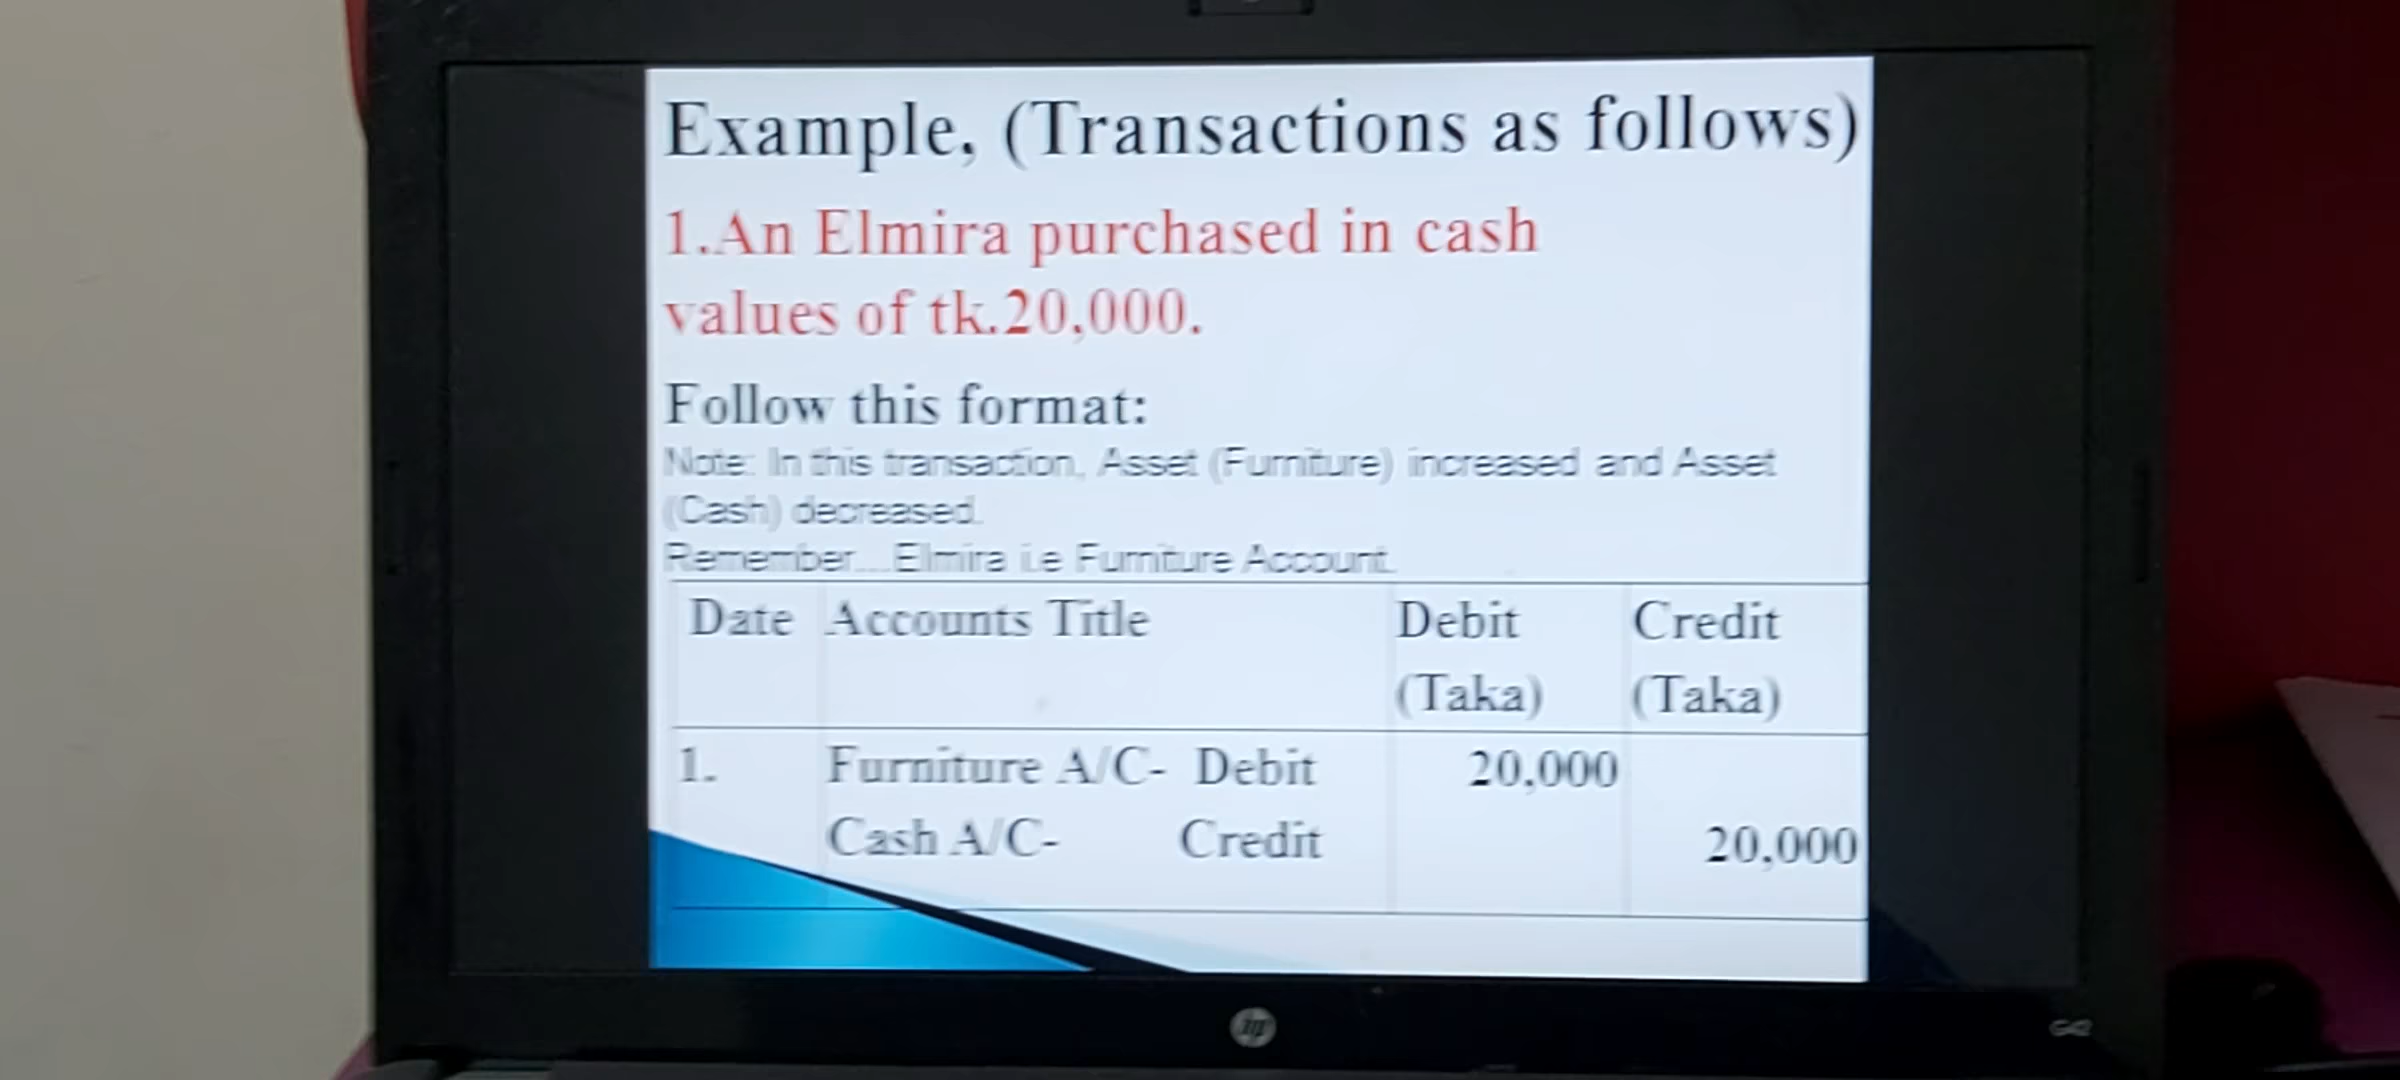 Example, (Transactions as follows)
1.An Elmira purchased in cash
values of tk.20,000.
Follow this format:
Note: In this transaction, Asset (Furniture) increased and Asset
(Cash) decreased.
Remember...Elmira i.e Furniture Account.
Date Accounts Title Debit Credit
(Taka) (Taka)
1. Furniture A/C- Debit 20,000
Cash A/C- Credit 20,000
hp
G42